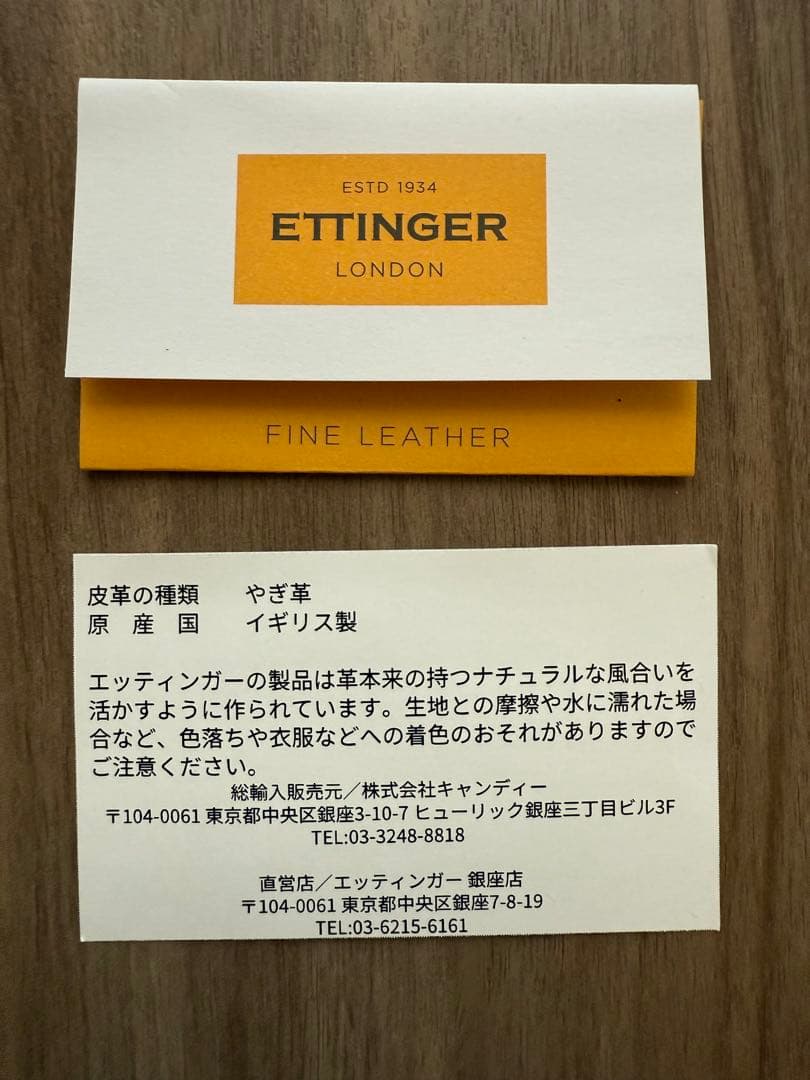 ESTD 1934
ETTINGER
LONDON
FINE LEATHER
皮革の種類 やぎ革
原 産 国 イギリス製
エッティンガーの製品は革本来の持つナチュラルな風合いを
活かすように作られています。生地との摩擦や水に濡れた場
合など、色落ちや衣服などへの着色のおそれがありますので
ご注意ください。
総輸入販売元／株式会社キャンディー
〒104-0061 東京都中央区銀座3-10-7 ヒューリック銀座三丁目ビル3F
TEL:03-3248-8818
直営店／エッティンガー 銀座店
〒104-0061 東京都中央区銀座7-8-19
TEL:03-6215-6161